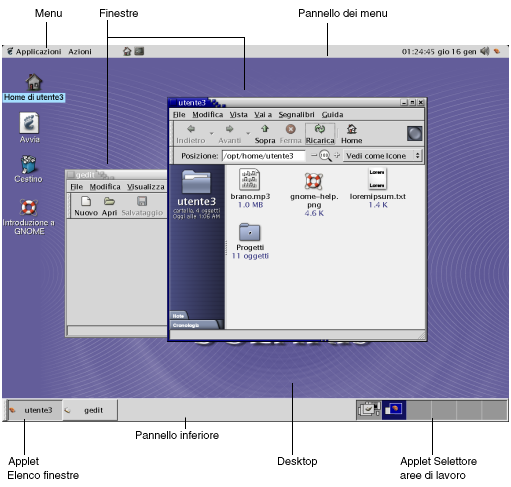 Menu Finestre Pannello dei menu
Applicazioni Azioni 01:24:45 gio 16 gen
Home di utente3
Avvia
Cestino
Introduzione a
GNOME
gedit
File Modifica Visualizza
Nuovo Apri Salvataggio
utente3
File Modifica Vista Vai a Segnalibri Guida
Indietro Avanti Sopra Ferma Ricarica Home
Posizione: /opt/home/utente3 100 Vedi come Icone
utente3
cartella, 4 oggetti
Oggi alle 1:06 AM
Note
Cronologia
brano.mp3
1.0 MB
gnome-help.
png
4.6 K
Lorem
Lorem
loremipsum.txt
1.4 K
Progetti
11 oggetti
utente3 gedit
Pannello inferiore
Applet
Elenco finestre
Desktop
Applet Selettore
aree di lavoro